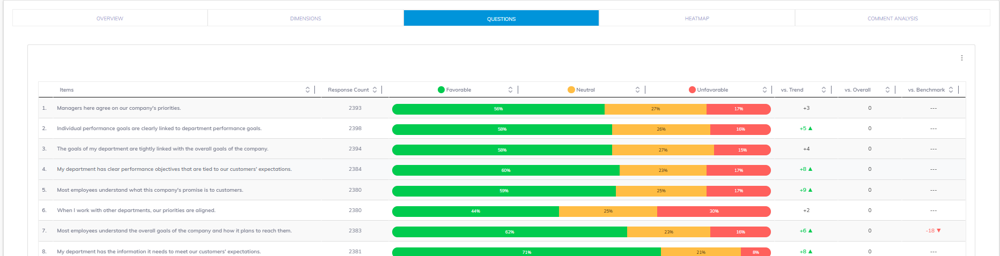 OVERVIEW DIMENSIONS QUESTIONS HEATMAP COMMENT ANALYSIS
Items Response Count Favorable Neutral Unfavorable vs. Trend vs. Overall vs. Benchmark
1. Managers here agree on our company's priorities. 2393 56% 27% 17% +3 0 ---
2. Individual performance goals are clearly linked to department performance goals. 2398 58% 26% 16% +5 ▲ 0 ---
3. The goals of my department are tightly linked with the overall goals of the company. 2394 58% 27% 15% +4 0 ---
4. My department has clear performance objectives that are tied to our customers' expectations. 2384 60% 23% 17% +8 ▲ 0 ---
5. Most employees understand what this company's promise is to customers. 2380 59% 25% 17% +9 ▲ 0 ---
6. When I work with other departments, our priorities are aligned. 2380 44% 25% 30% +2 0 ---
7. Most employees understand the overall goals of the company and how it plans to reach them. 2383 62% 23% 16% +6 ▲ 0 -18 ▼
8. My department has the information it needs to meet our customers' expectations. 2381 71% 21% 8% +8 ▲ 0 ---